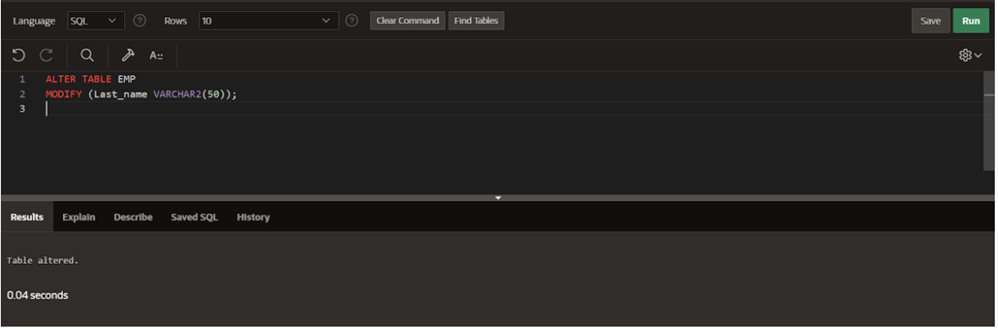 Language SQL Rows 10 Clear Command Find Tables Save Run
A::
1 ALTER TABLE EMP
2 MODIFY (Last_name VARCHAR2(50));
3
Results Explain Describe Saved SQL History
Table altered.
0.04 seconds